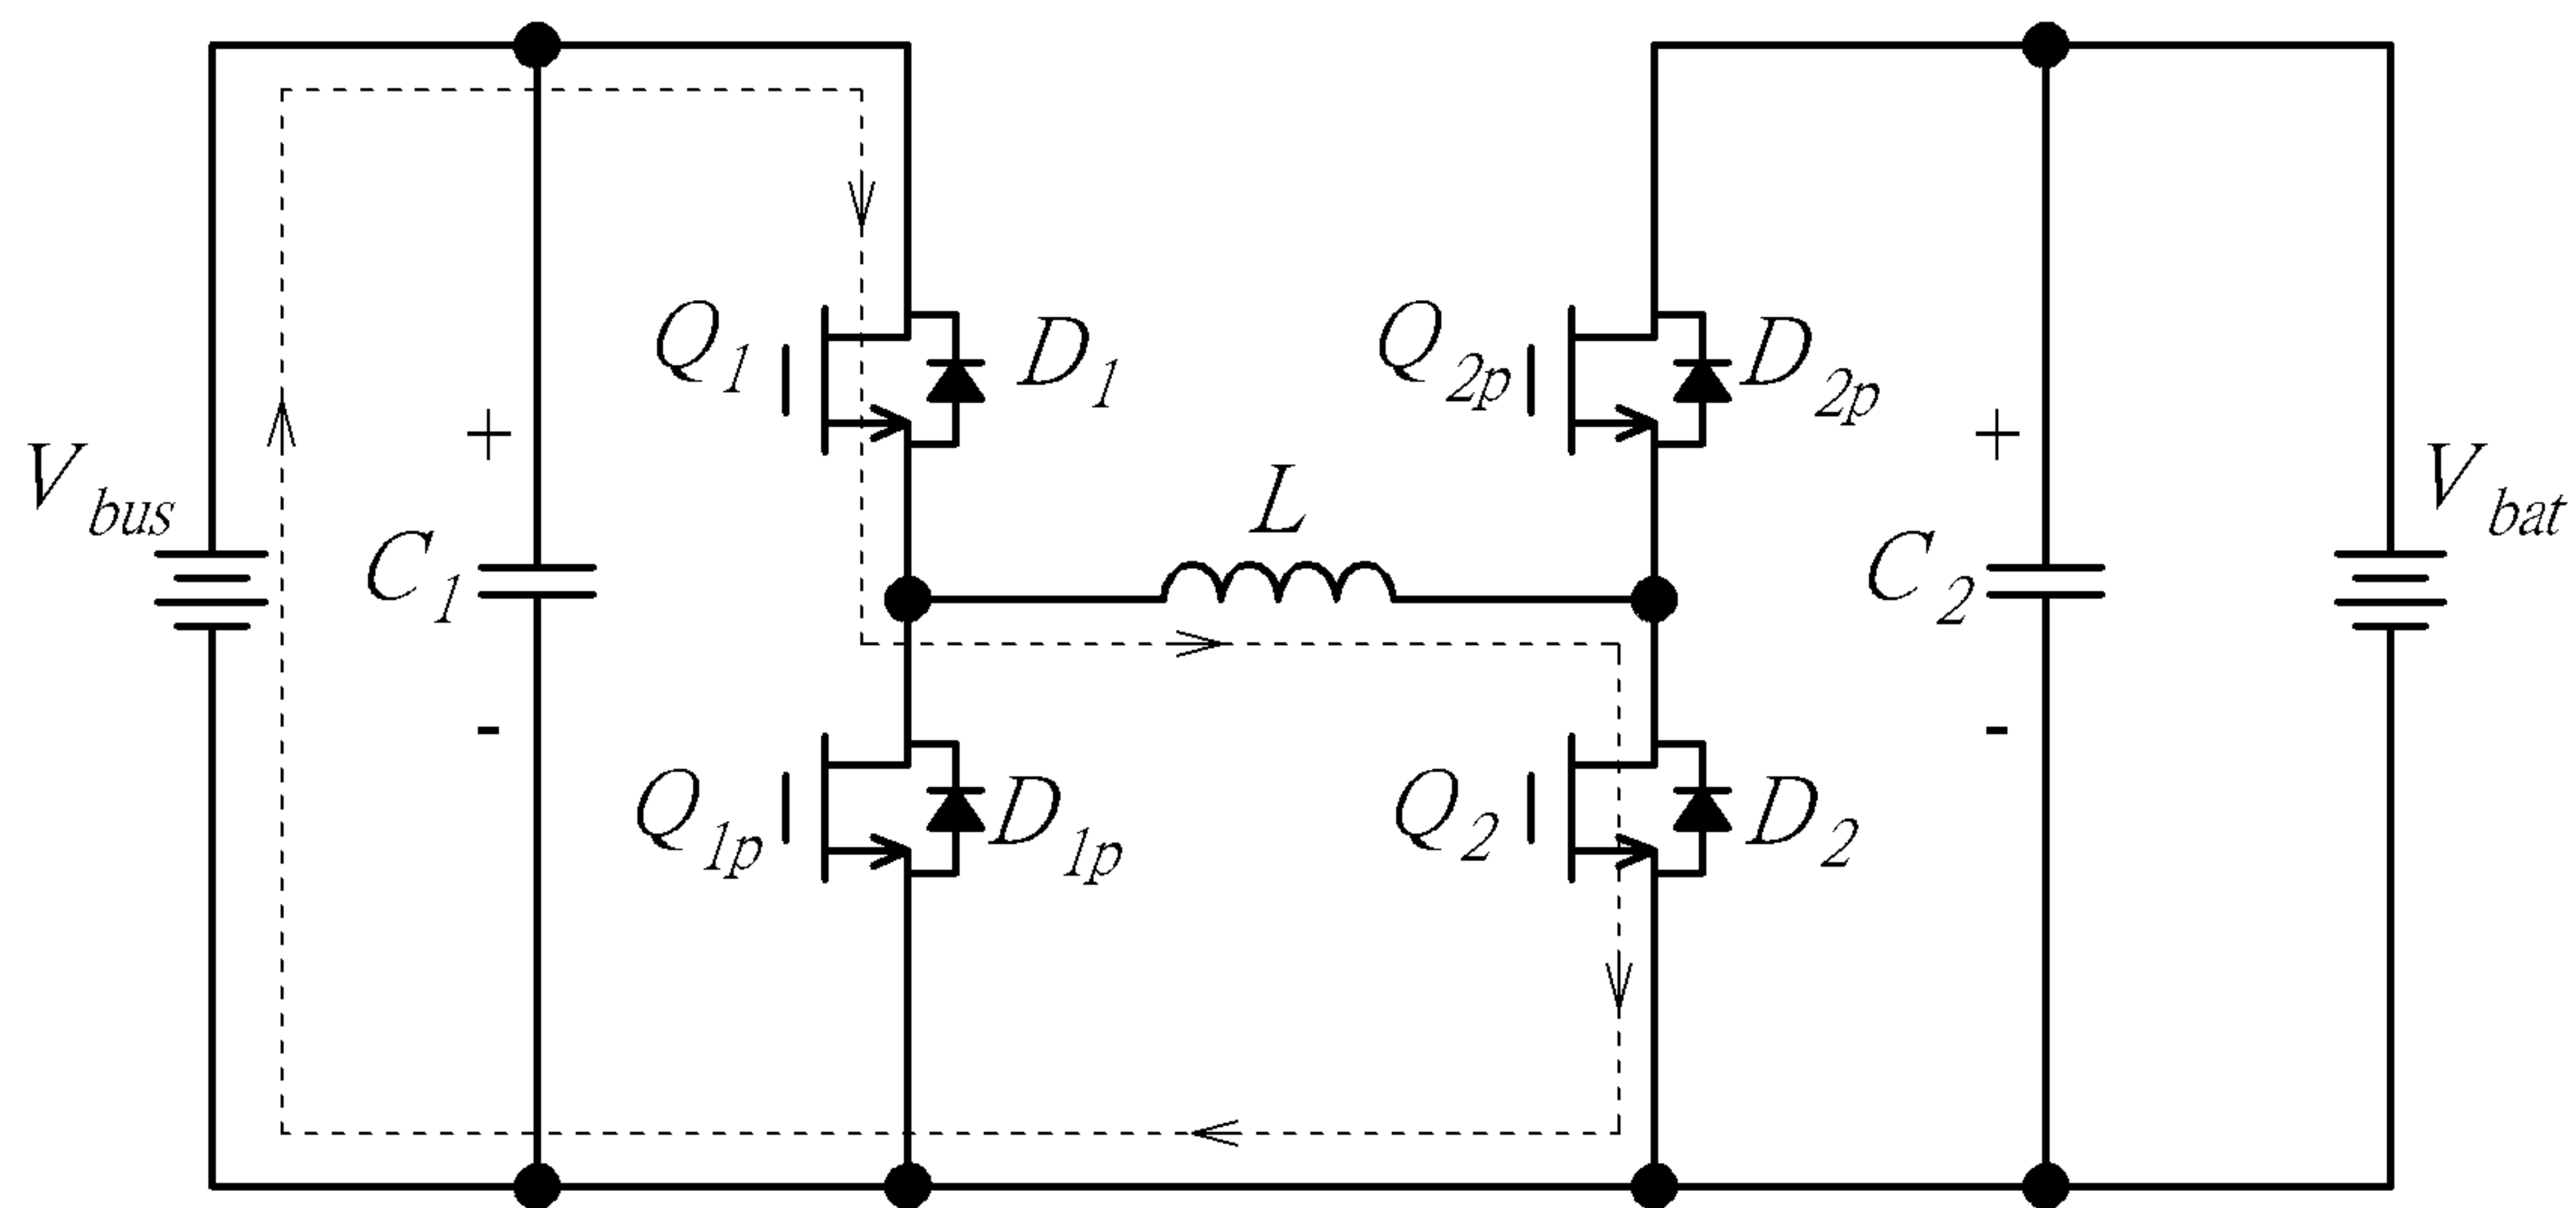 Q1
D1
Q2p
D2p
+
+
Vbus
L
Vbat
C1
C2
-
-
Q1p
D1p
Q2
D2